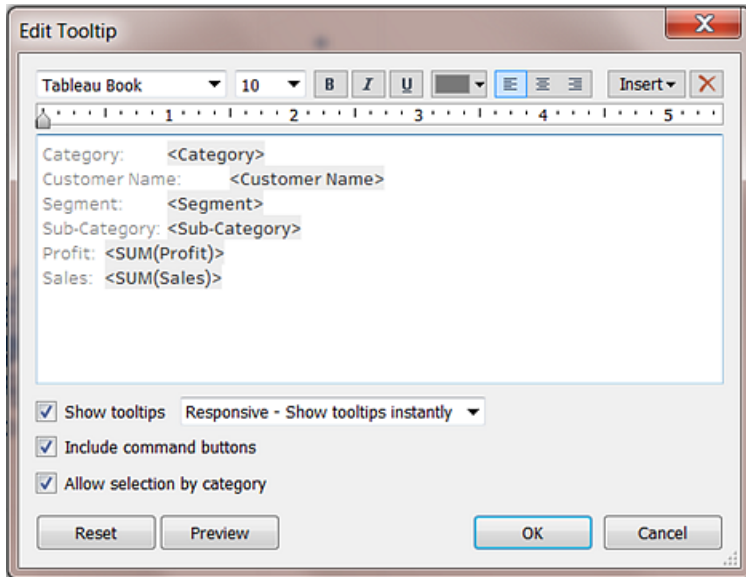 Edit Tooltip
Tableau Book 10 B I U Insert
1 2 3 4 5
Category: <Category>
Customer Name: <Customer Name>
Segment: <Segment>
Sub-Category: <Sub-Category>
Profit: <SUM(Profit)>
Sales: <SUM(Sales)>
Show tooltips Responsive - Show tooltips instantly
Include command buttons
Allow selection by category
Reset Preview OK Cancel